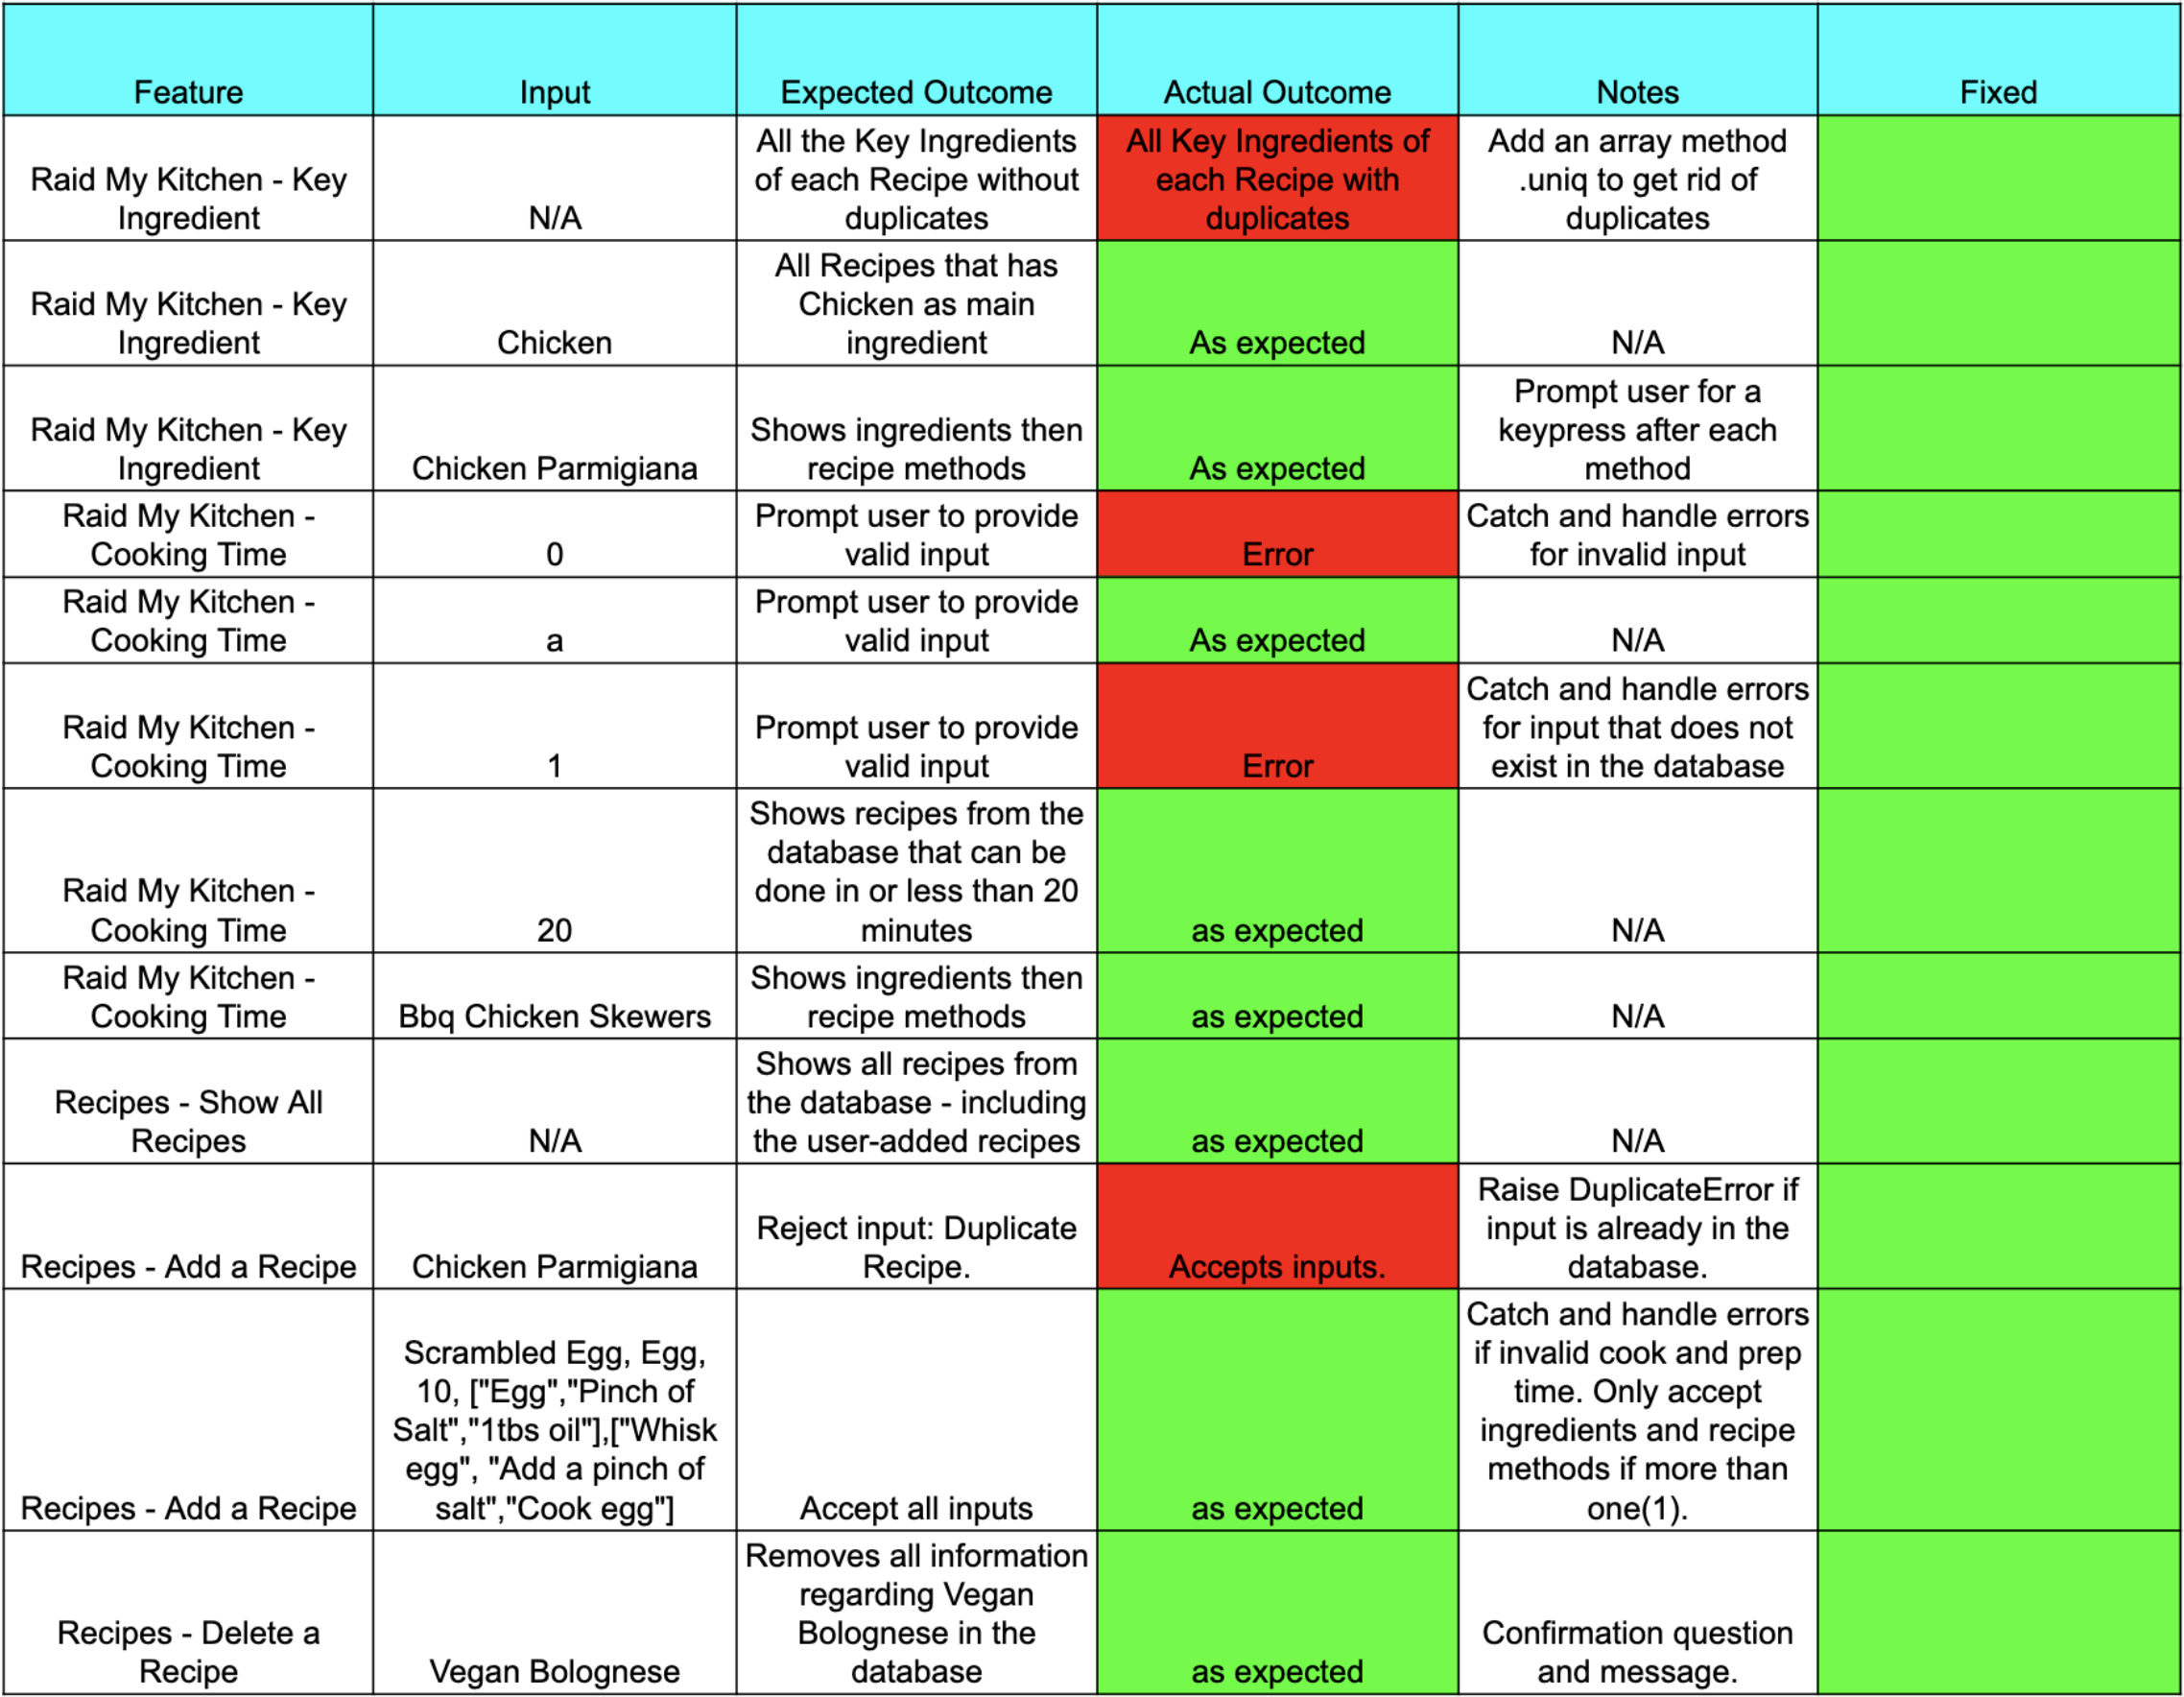 Feature
Input
Expected Outcome
Actual Outcome
Notes
Fixed
Raid My Kitchen - Key
Ingredient
N/A
All the Key Ingredients
of each Recipe without
duplicates
All Key Ingredients of
each Recipe with
duplicates
Add an array method
.uniq to get rid of
duplicates
Raid My Kitchen - Key
Ingredient
Chicken
All Recipes that has
Chicken as main
ingredient
As expected
N/A
Raid My Kitchen - Key
Ingredient
Chicken Parmigiana
Shows ingredients then
recipe methods
As expected
Prompt user for a
keypress after each
method
Raid My Kitchen -
Cooking Time
0
Prompt user to provide
valid input
Error
Catch and handle errors
for invalid input
Raid My Kitchen -
Cooking Time
a
Prompt user to provide
valid input
As expected
N/A
Raid My Kitchen -
Cooking Time
1
Prompt user to provide
valid input
Error
Catch and handle errors
for input that does not
exist in the database
Raid My Kitchen -
Cooking Time
20
Shows recipes from the
database that can be
done in or less than 20
minutes
as expected
N/A
Raid My Kitchen -
Cooking Time
Bbq Chicken Skewers
Shows ingredients then
recipe methods
as expected
N/A
Recipes - Show All
Recipes
N/A
Shows all recipes from
the database - including
the user-added recipes
as expected
N/A
Recipes - Add a Recipe
Chicken Parmigiana
Reject input: Duplicate
Recipe.
Accepts inputs.
Raise DuplicateError if
input is already in the
database.
Recipes - Add a Recipe
Scrambled Egg, Egg,
10, ["Egg","Pinch of
Salt","1tbs oil"],["Whisk
egg", "Add a pinch of
salt","Cook egg"]
Accept all inputs
as expected
Catch and handle errors
if invalid cook and prep
time. Only accept
ingredients and recipe
methods if more than
one(1).
Recipes - Delete a
Recipe
Vegan Bolognese
Removes all information
regarding Vegan
Bolognese in the
database
as expected
Confirmation question
and message.